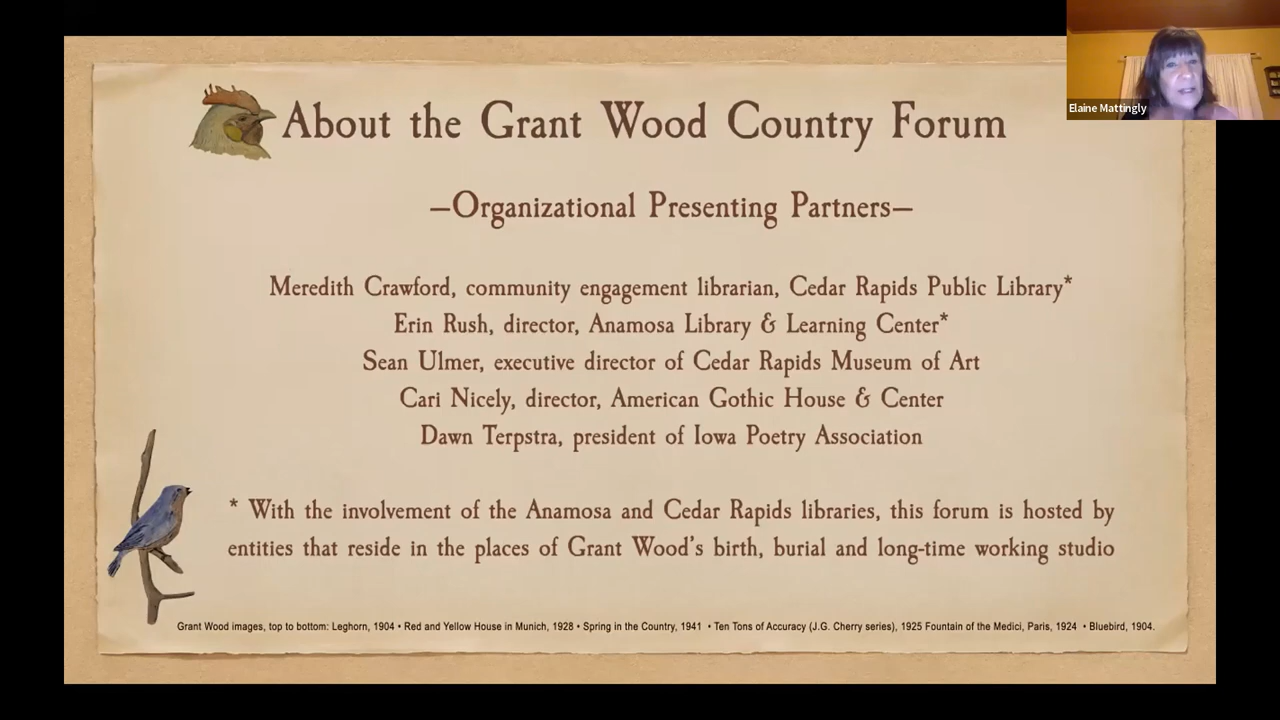 About the Grant Wood Country Forum
Elaine Mattingly
—Organizational Presenting Partners—
Meredith Crawford, community engagement librarian, Cedar Rapids Public Library*
Erin Rush, director, Anamosa Library & Learning Center*
Sean Ulmer, executive director of Cedar Rapids Museum of Art
Cari Nicely, director, American Gothic House & Center
Dawn Terpstra, president of Iowa Poetry Association
* With the involvement of the Anamosa and Cedar Rapids libraries, this forum is hosted by
entities that reside in the places of Grant Wood's birth, burial and long-time working studio
Grant Wood images, top to bottom: Leghorn, 1904 • Red and Yellow House in Munich, 1928 • Spring in the Country, 1941 • Ten Tons of Accuracy (J.G. Cherry series), 1925 Fountain of the Medici, Paris, 1924 • Bluebird, 1904.